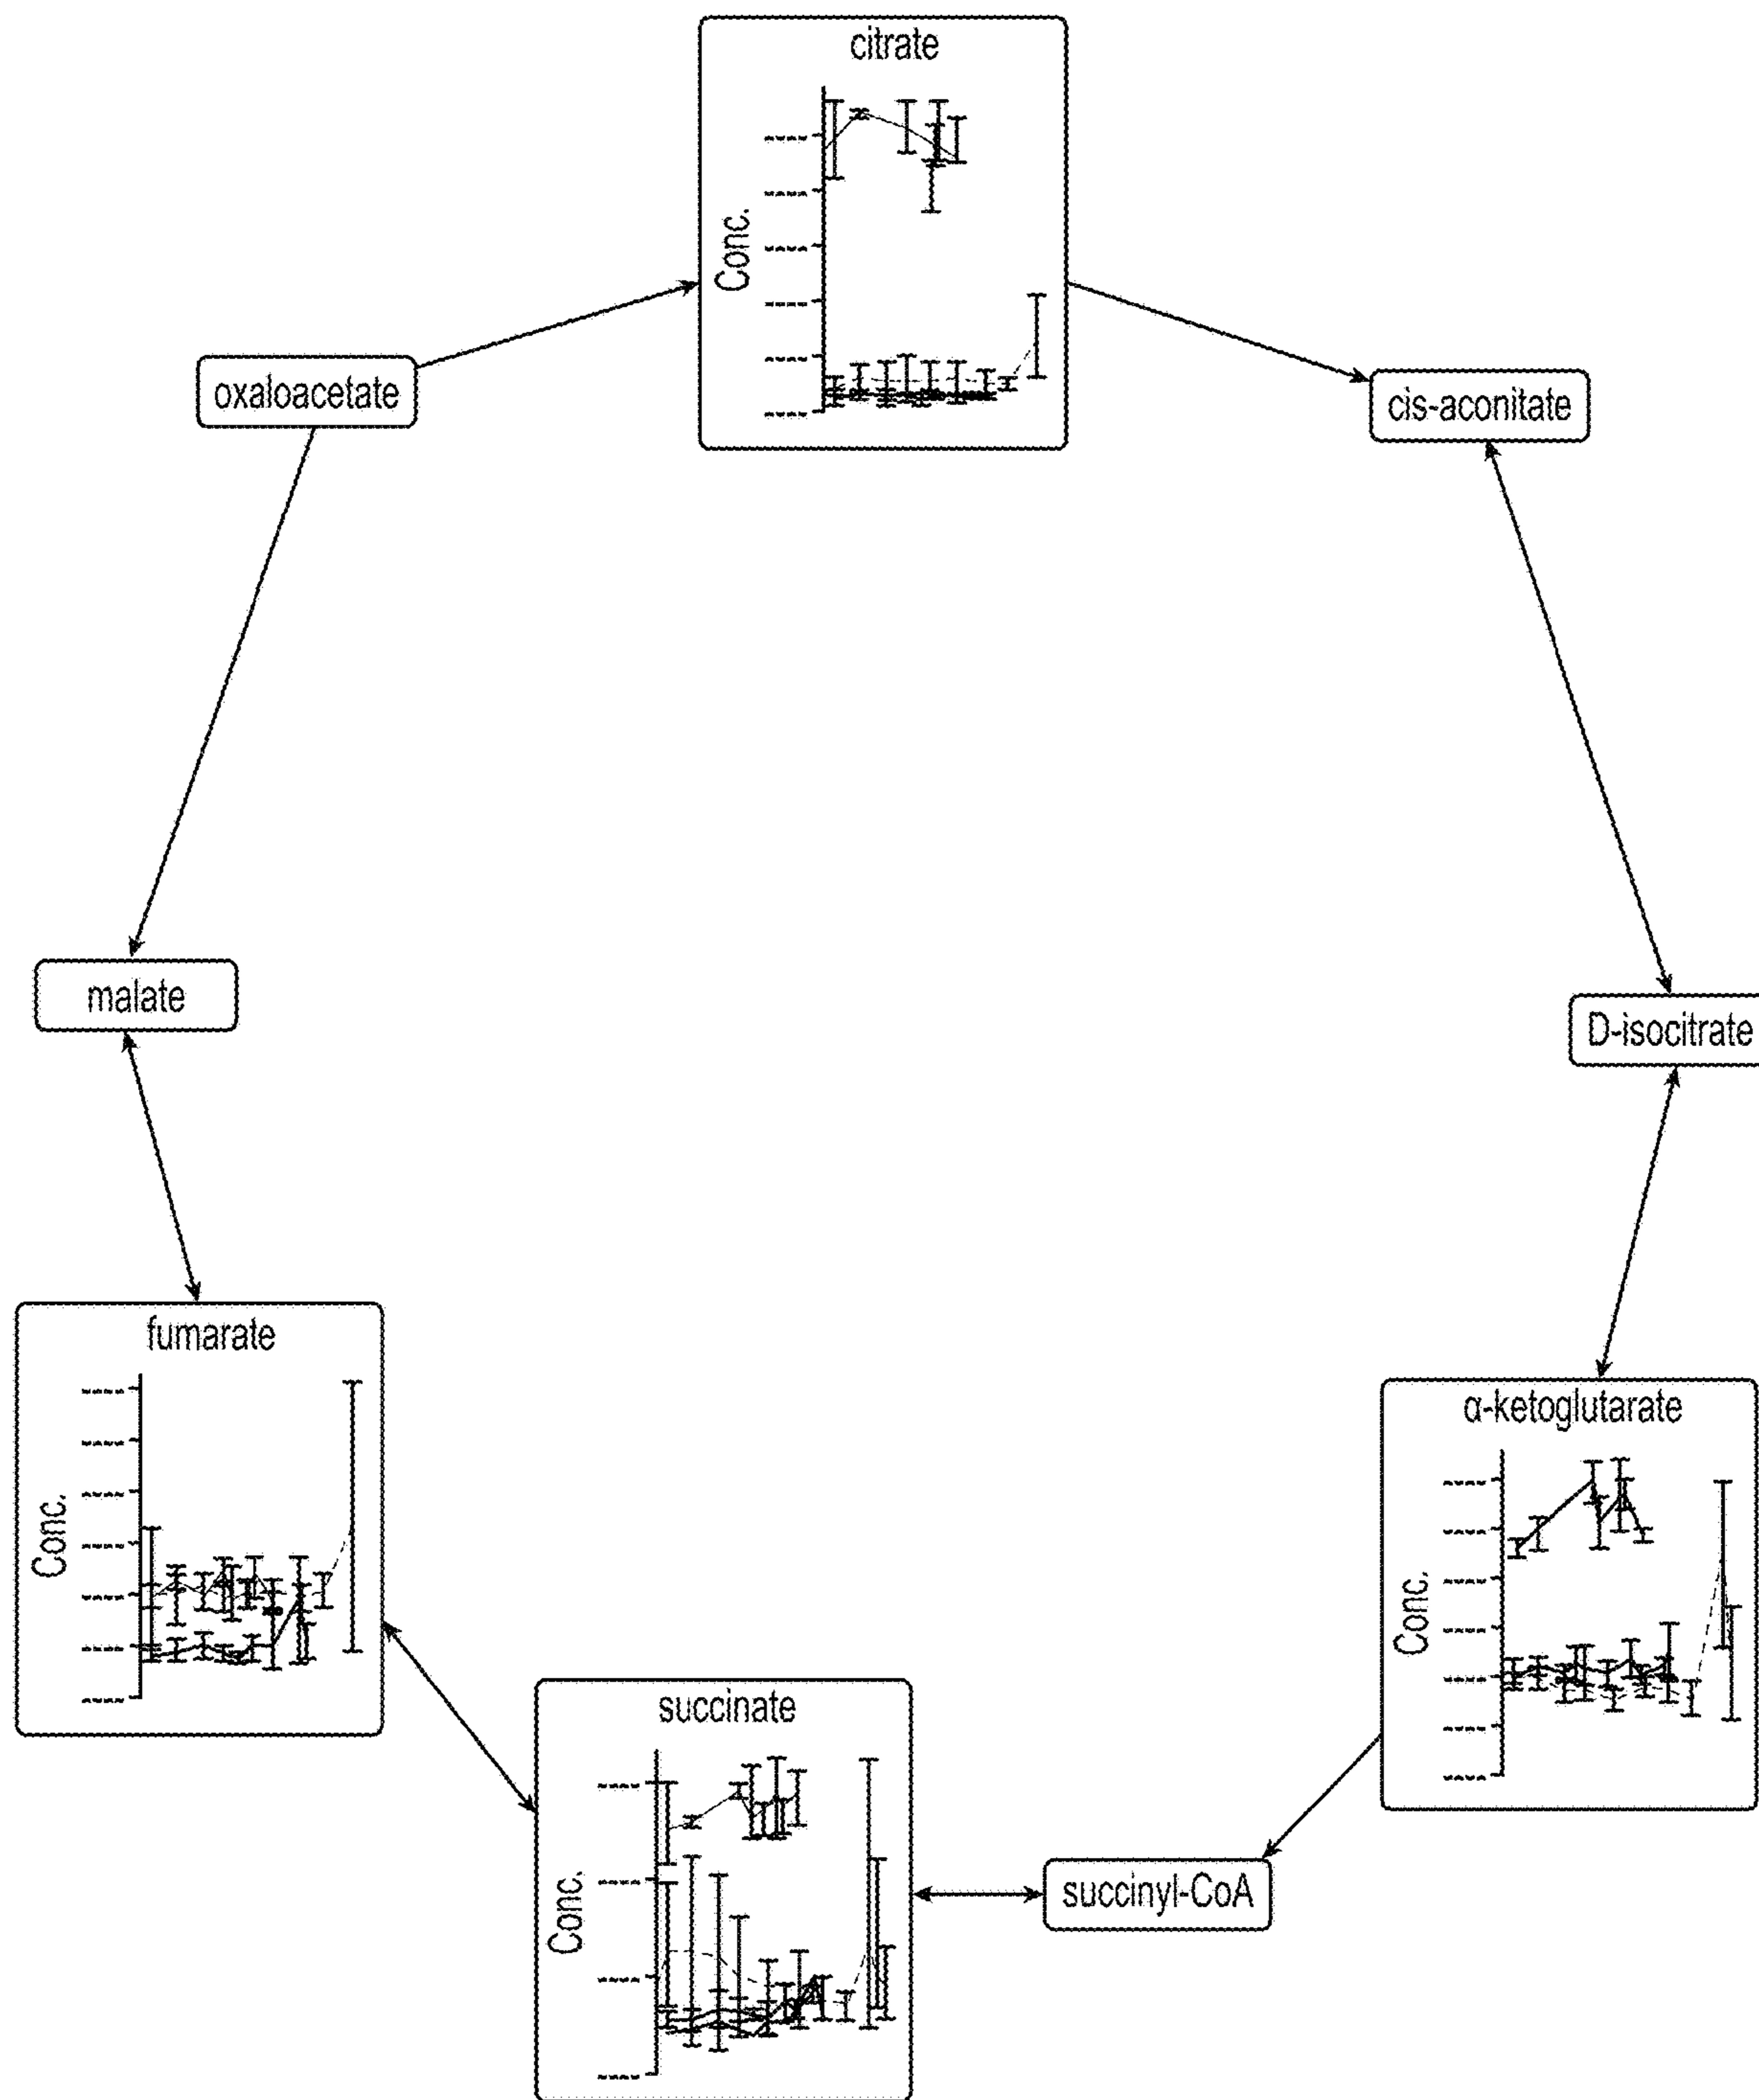 citrate
Conc.
oxaloacetate
cis-aconitate
malate
D-isocitrate
fumarate
Conc.
α-ketoglutarate
Conc.
succinate
Conc.
succinyl-CoA